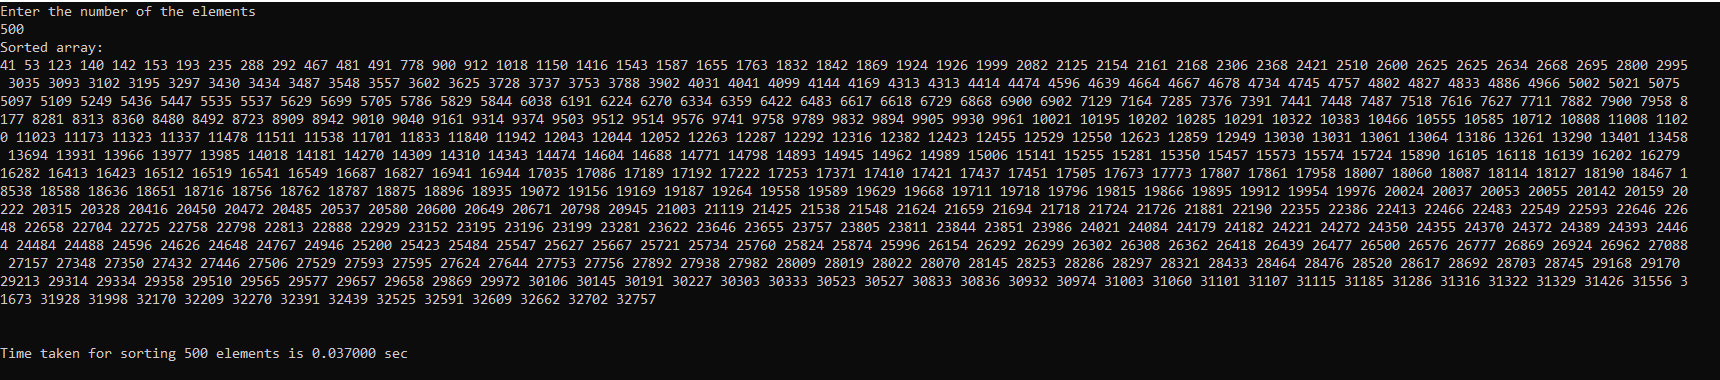 Enter the number of the elements
500
Sorted array:
41 53 123 140 142 153 193 235 288 292 467 481 491 778 900 912 1018 1150 1416 1543 1587 1655 1763 1832 1842 1869 1924 1926 1999 2082 2125 2154 2161 2168 2306 2368 2421 2510 2600 2625 2625 2634 2668 2695 2800 2995
3035 3093 3102 3195 3297 3430 3434 3487 3548 3557 3602 3625 3728 3737 3753 3788 3902 4031 4041 4099 4144 4169 4313 4313 4414 4474 4596 4639 4664 4667 4678 4734 4745 4757 4802 4827 4833 4886 4966 5002 5021 5075
5097 5109 5249 5436 5447 5535 5537 5629 5699 5705 5786 5829 5844 6038 6191 6224 6270 6334 6359 6422 6483 6617 6618 6729 6868 6900 6902 7129 7164 7285 7376 7391 7441 7448 7487 7518 7616 7627 7711 7882 7900 7958 8
177 8281 8313 8360 8480 8492 8723 8909 8942 9010 9040 9161 9314 9374 9503 9512 9514 9576 9741 9758 9789 9832 9894 9905 9930 9961 10021 10195 10202 10285 10291 10322 10383 10466 10555 10585 10712 10808 11008 1102
0 11023 11173 11323 11337 11478 11511 11538 11701 11833 11840 11942 12043 12044 12052 12263 12287 12292 12316 12382 12423 12455 12529 12550 12623 12859 12949 13030 13031 13061 13064 13186 13261 13290 13401 13458
13694 13931 13966 13977 13985 14018 14181 14270 14309 14310 14343 14474 14604 14688 14771 14798 14893 14945 14962 14989 15006 15141 15255 15281 15350 15457 15573 15574 15724 15890 16105 16118 16139 16202 16279
16282 16413 16423 16512 16519 16541 16549 16687 16827 16941 16944 17035 17086 17189 17192 17222 17253 17371 17410 17421 17437 17451 17505 17673 17773 17807 17861 17958 18007 18060 18087 18114 18127 18190 18467 1
8538 18588 18636 18651 18716 18756 18762 18787 18875 18896 18935 19072 19156 19169 19187 19264 19558 19589 19629 19668 19711 19718 19796 19815 19866 19895 19912 19954 19976 20024 20037 20053 20055 20142 20159 20
222 20315 20328 20416 20450 20472 20485 20537 20580 20600 20649 20671 20798 20945 21003 21119 21425 21538 21548 21624 21659 21694 21718 21724 21726 21881 22190 22355 22386 22413 22466 22483 22549 22593 22646 226
48 22658 22704 22725 22758 22798 22813 22888 22929 23152 23195 23196 23199 23281 23622 23646 23655 23757 23805 23811 23844 23851 23986 24021 24084 24179 24182 24221 24272 24350 24355 24370 24372 24389 24393 2446
4 24484 24488 24596 24626 24648 24767 24946 25200 25423 25484 25547 25627 25667 25721 25734 25760 25824 25874 25996 26154 26292 26299 26302 26308 26362 26418 26439 26477 26500 26576 26777 26869 26924 26962 27088
27157 27348 27350 27432 27446 27506 27529 27593 27595 27624 27644 27753 27756 27892 27938 27982 28009 28019 28022 28070 28145 28253 28286 28297 28321 28433 28464 28476 28520 28617 28692 28703 28745 29168 29170
29213 29314 29334 29358 29510 29565 29577 29657 29658 29869 29972 30106 30145 30191 30227 30303 30333 30523 30527 30833 30836 30932 30974 31003 31060 31101 31107 31115 31185 31286 31316 31322 31329 31426 31556 3
1673 31928 31998 32170 32209 32270 32391 32439 32525 32591 32609 32662 32702 32757
Time taken for sorting 500 elements is 0.037000 sec